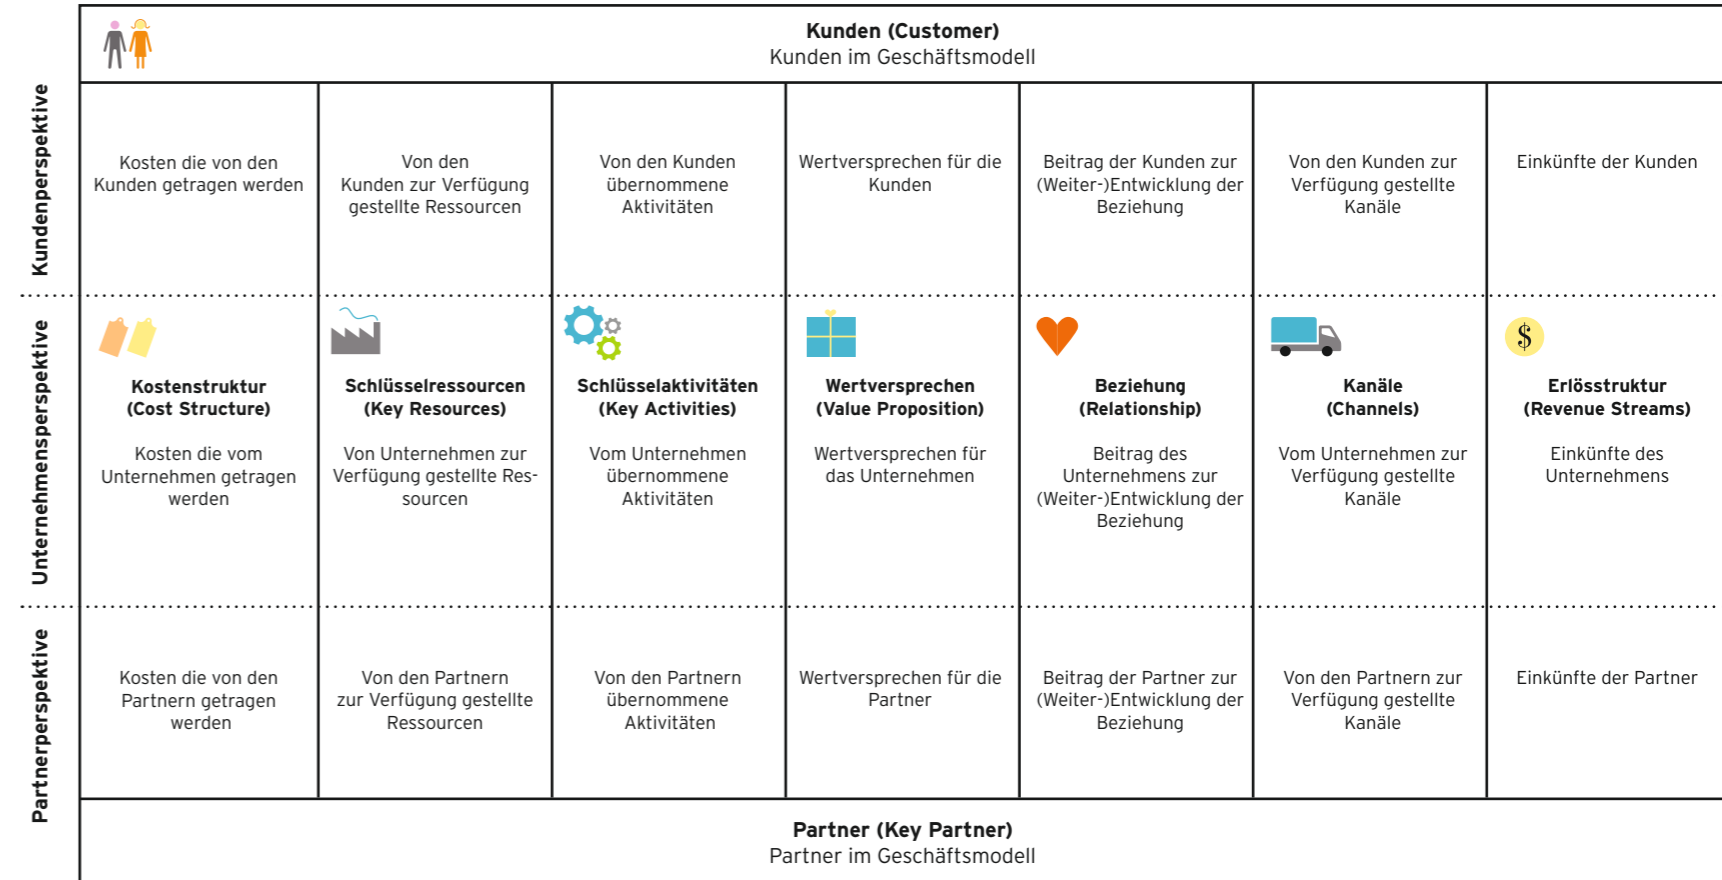 Kunden (Customer)
Kunden im Geschäftsmodell
Kundenperspektive
Kosten die von den
Kunden getragen werden
Von den
Kunden zur Verfügung
gestellte Ressourcen
Von den Kunden
übernommene
Aktivitäten
Wertversprechen für die
Kunden
Beitrag der Kunden zur
(Weiter-)Entwicklung der
Beziehung
Von den Kunden zur
Verfügung gestellte
Kanäle
Einkünfte der Kunden
Unternehmensperspektive
Kostenstruktur
(Cost Structure)
Kosten die vom
Unternehmen getragen
werden
Schlüsselressourcen
(Key Resources)
Von Unternehmen zur
Verfügung gestellte Res-
sourcen
Schlüsselaktivitäten
(Key Activities)
Vom Unternehmen
übernommene
Aktivitäten
Wertversprechen
(Value Proposition)
Wertversprechen für
das Unternehmen
Beziehung
(Relationship)
Beitrag des
Unternehmens zur
(Weiter-)Entwicklung der
Beziehung
Kanäle
(Channels)
Vom Unternehmen zur
Verfügung gestellte
Kanäle
$
Erlösstruktur
(Revenue Streams)
Einkünfte des
Unternehmens
Partnerperspektive
Kosten die von den
Partnern getragen
werden
Von den Partnern
zur Verfügung gestellte
Ressourcen
Von den Partnern
übernommene
Aktivitäten
Wertversprechen für die
Partner
Beitrag der Partner zur
(Weiter-)Entwicklung der
Beziehung
Von den Partnern zur
Verfügung gestellte
Kanäle
Einkünfte der Partner
Partner (Key Partner)
Partner im Geschäftsmodell